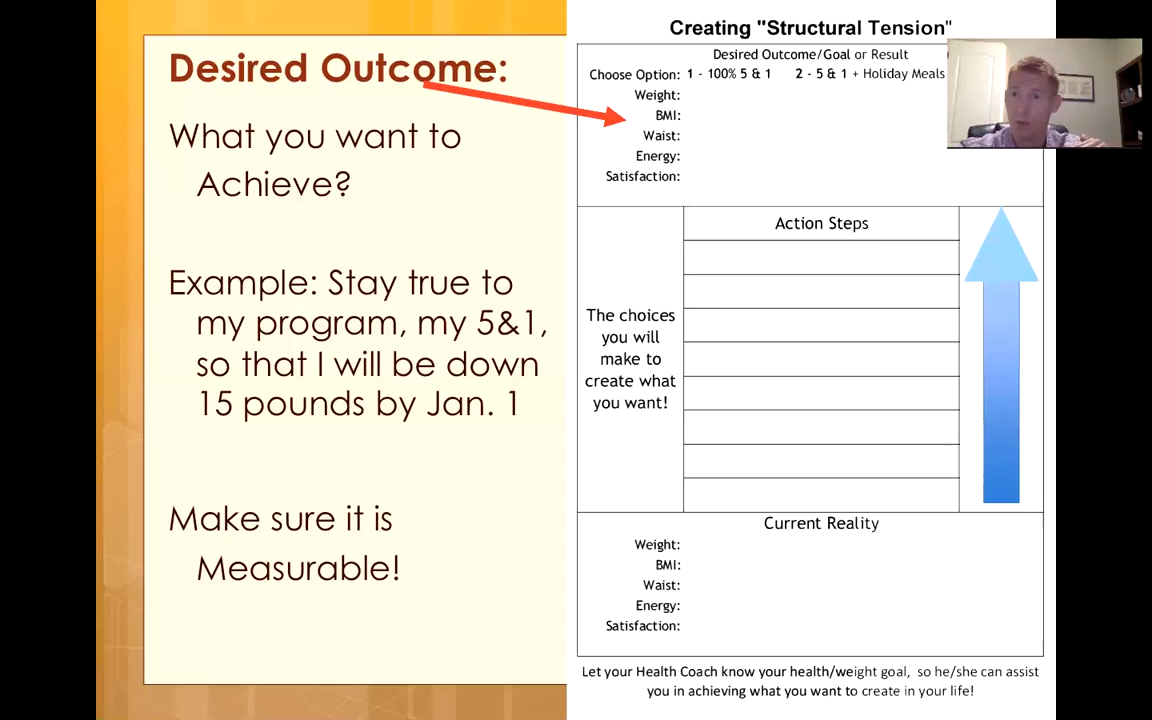 Desired Outcome:
What you want to
Achieve?
Example: Stay true to
my program, my 5&1,
so that I will be down
15 pounds by Jan. 1
Make sure it is
Measurable!
Creating "Structural Tension"
Desired Outcome/Goal or Result
Choose Option: 1 - 100% 5 & 1 2 - 5 & 1 + Holiday Meals
Weight:
BMI:
Waist:
Energy:
Satisfaction:
Action Steps
The choices
you will
make to
create what
you want!
Current Reality
Weight:
BMI:
Waist:
Energy:
Satisfaction:
Let your Health Coach know your health/weight goal, so he/she can assist
you in achieving what you want to create in your life!